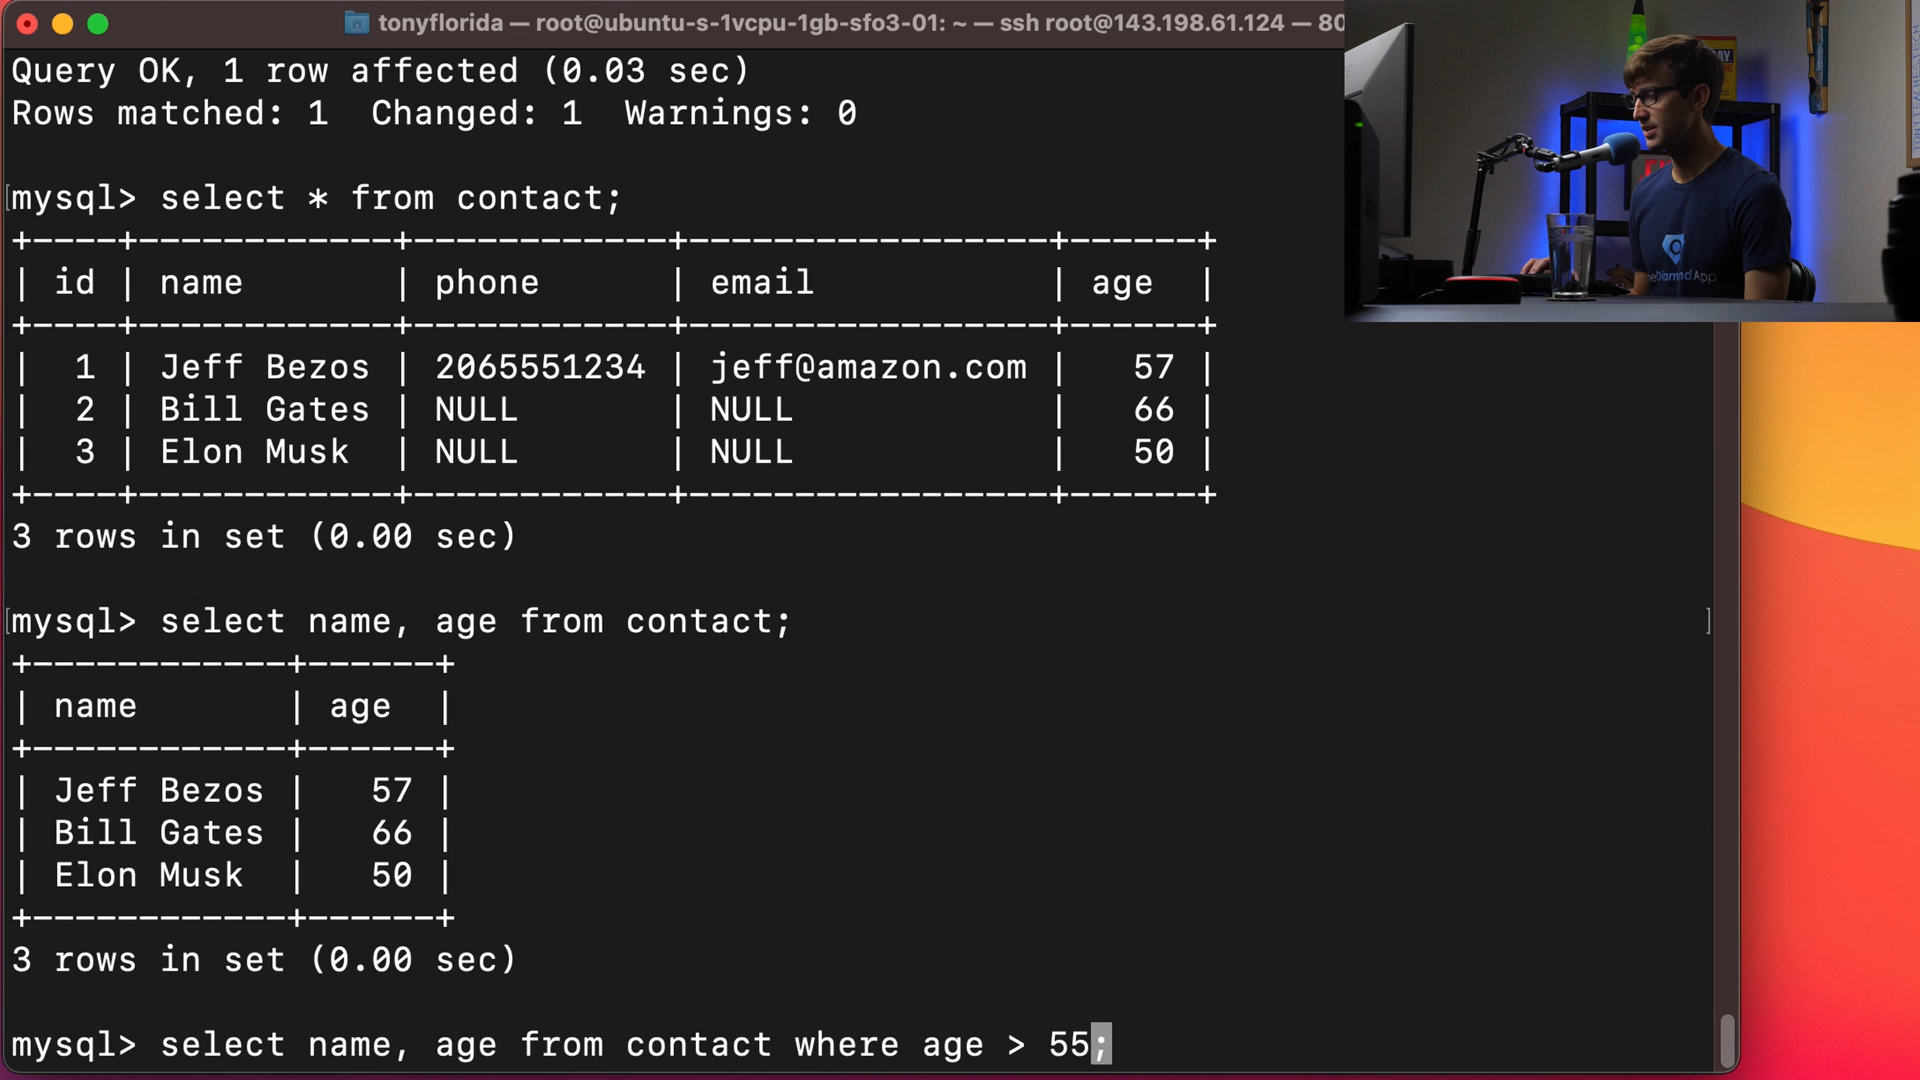 tonyflorida — root@ubuntu-s-1vcpu-1gb-sfo3-01: ~ — ssh root@143.198.61.124 — 80
Query OK, 1 row affected (0.03 sec)
Rows matched: 1  Changed: 1  Warnings: 0
mysql> select * from contact;
+----+------------+------------+-----------------+------+
| id | name       | phone      | email           | age  |
+----+------------+------------+-----------------+------+
|  1 | Jeff Bezos | 2065551234 | jeff@amazon.com |   57 |
|  2 | Bill Gates | NULL       | NULL            |   66 |
|  3 | Elon Musk  | NULL       | NULL            |   50 |
+----+------------+------------+-----------------+------+
3 rows in set (0.00 sec)
mysql> select name, age from contact;
+------------+------+
| name       | age  |
+------------+------+
| Jeff Bezos |   57 |
| Bill Gates |   66 |
| Elon Musk  |   50 |
+------------+------+
3 rows in set (0.00 sec)
mysql> select name, age from contact where age > 55;